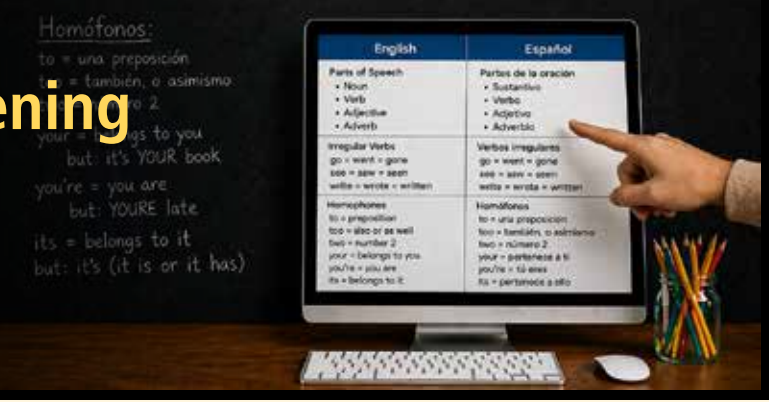 Homófonos:
to = una preposición
también, o asimismo
2
ening
your = belongs to you
but: it's YOUR book
you're = you are
but: YOURE late
its = belongs to it
but: it's (it is or it has)
English
Español
Parts of Speech
• Noun
• Verb
• Adjective
• Adverb
Partes de la oración
• Sustantivo
• Verbo
• Adjetivo
• Adverbio
Irregular Verbs
go – went – gone
see – saw – seen
write – wrote – written
Verbos irregulares
go – went – gone
see – saw – seen
write – wrote – written
Homophones
to = preposition
too = also or as well
two = number 2
your = belongs to you
you're = you are
its = belongs to it
Homófonos
to = una preposición
too = también, o asimismo
two = número 2
your = pertenece a ti
you're = tú eres
its = pertenece a ello